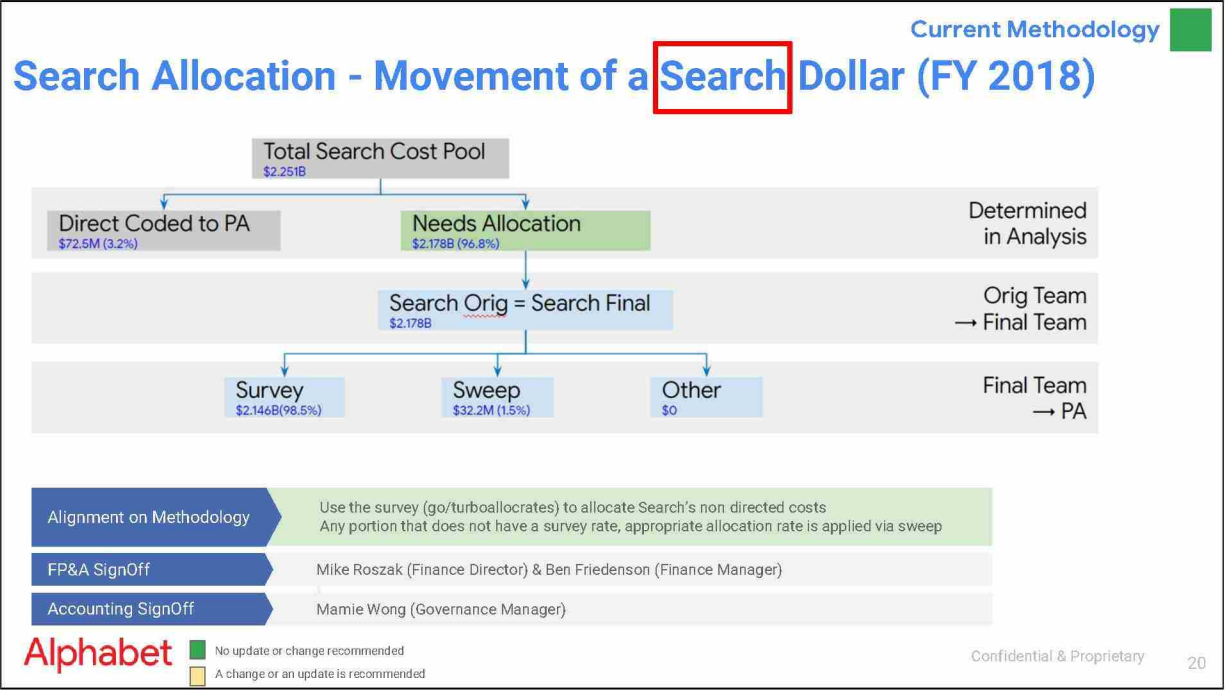 Current Methodology
Search Allocation - Movement of a Search Dollar (FY 2018)
Total Search Cost Pool
$2.251B
Direct Coded to PA
$72.5M (3.2%)
Needs Allocation
$2.178B (96.8%)
Determined
in Analysis
Search Orig = Search Final
$2.178B
Orig Team
→ Final Team
Survey
$2.146B(98.5%)
Sweep
$32.2M (1.5%)
Other
$0
Final Team
→ PA
Alignment on Methodology
Use the survey (go/turboallocrates) to allocate Search's non directed costs
Any portion that does not have a survey rate, appropriate allocation rate is applied via sweep
FP&A SignOff
Mike Roszak (Finance Director) & Ben Friedenson (Finance Manager)
Accounting SignOff
Mamie Wong (Governance Manager)
Alphabet
No update or change recommended
A change or an update is recommended
Confidential & Proprietary
20